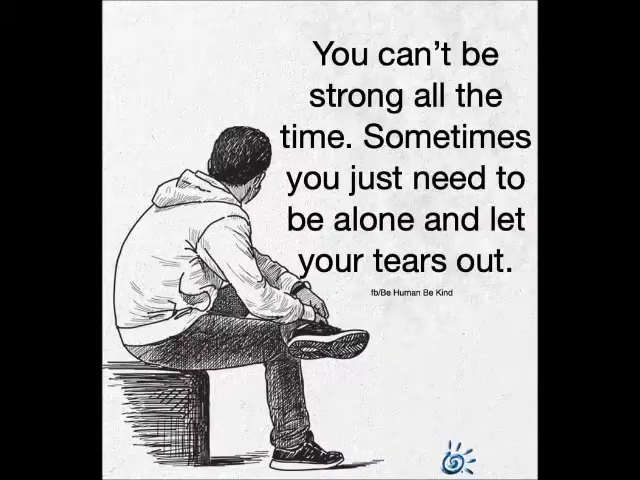 You can’t be
strong all the
time. Sometimes
you just need to
be alone and let
your tears out.
fb/Be Human Be Kind